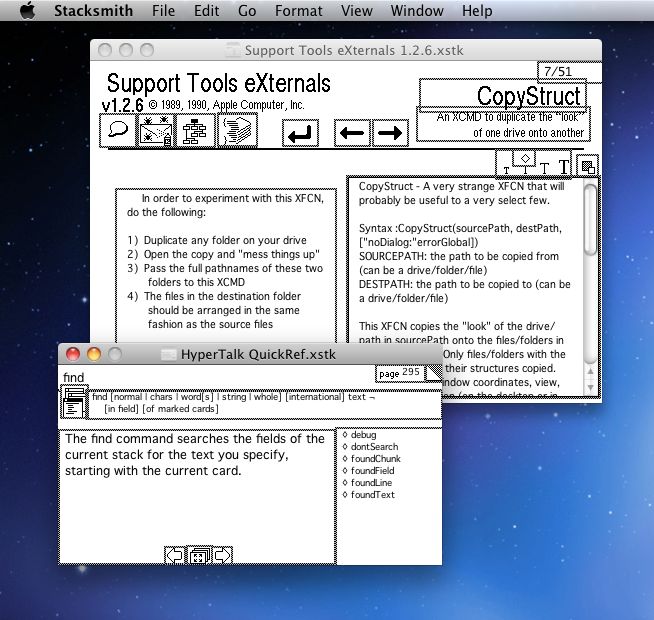 Stacksmith File Edit Go Format View Window Help
Support Tools eXternals 1.2.6.xstk
7/51
Support Tools eXternals
v1.2.6 © 1989, 1990, Apple Computer, Inc.
CopyStruct
An XCMD to duplicate the "look"
of one drive onto another
T T T
In order to experiment with this XFCN,
do the following:
1) Duplicate any folder on your drive
2) Open the copy and "mess things up"
3) Pass the full pathnames of these two
folders to this XCMD
4) The files in the destination folder
should be arranged in the same
fashion as the source files
CopyStruct - A very strange XFCN that will
probably be useful to a very select few.
Syntax :CopyStruct(sourcePath, destPath,
["noDialog:"errorGlobal])
SOURCEPATH: the path to be copied from
(can be a drive/folder/file)
DESTPATH: the path to be copied to (can be
a drive/folder/file)
This XFCN copies the "look" of the drive/
path in sourcePath onto the files/folders in
Only files/folders with the
their structures copied.
ndow coordinates, view,
HyperTalk QuickRef.xstk
find
page 295
find [normal | chars | word[s] | string | whole] [international] text ¬
[in field] [of marked cards]
The find command searches the fields of the
current stack for the text you specify,
starting with the current card.
◊ debug
◊ dontSearch
◊ foundChunk
◊ foundField
◊ foundLine
◊ foundText